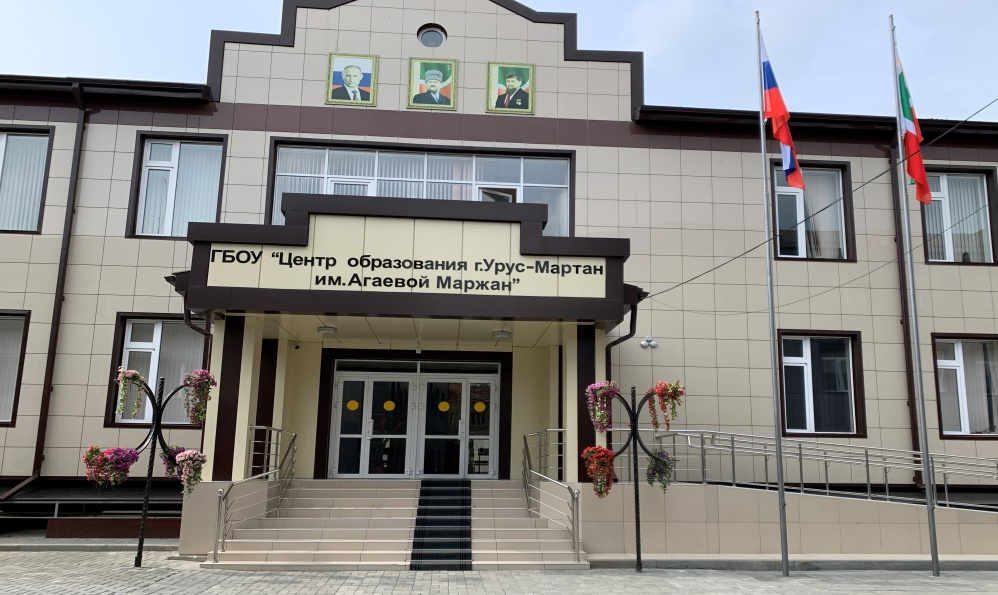 ГБОУ "Центр образования г.Урус-Мартан
им.Агаевой Маржан"